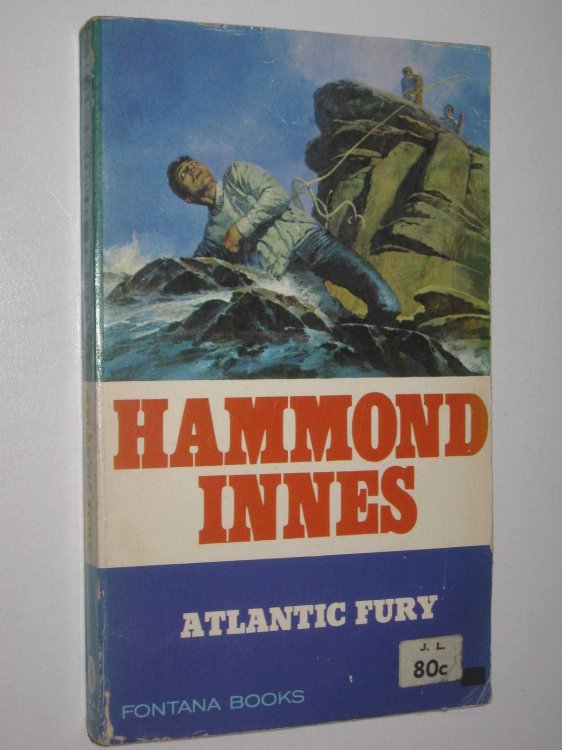 HAMMOND
INNES
ATLANTIC FURY
J. L.
80c
FONTANA BOOKS